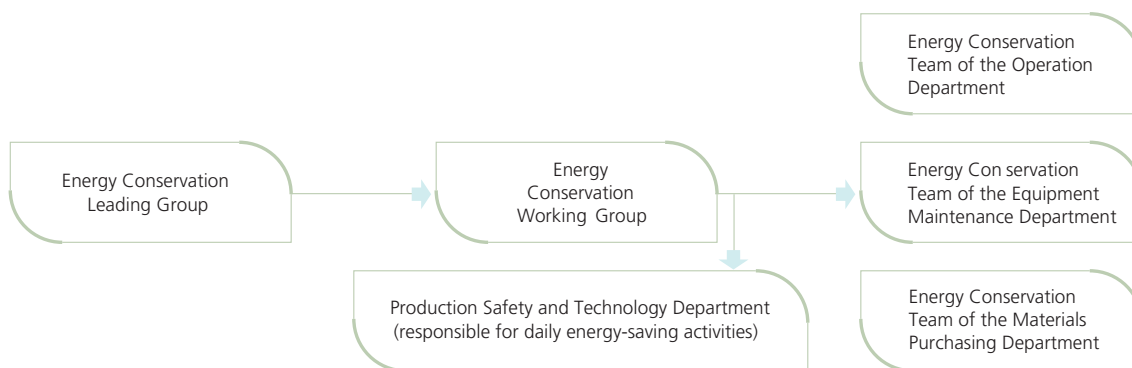 Energy Conservation
Leading Group
Energy
Conservation
Working Group
Production Safety and Technology Department
(responsible for daily energy-saving activities)
Energy Conservation
Team of the Operation
Department
Energy Con servation
Team of the Equipment
Maintenance Department
Energy Conservation
Team of the Materials
Purchasing Department